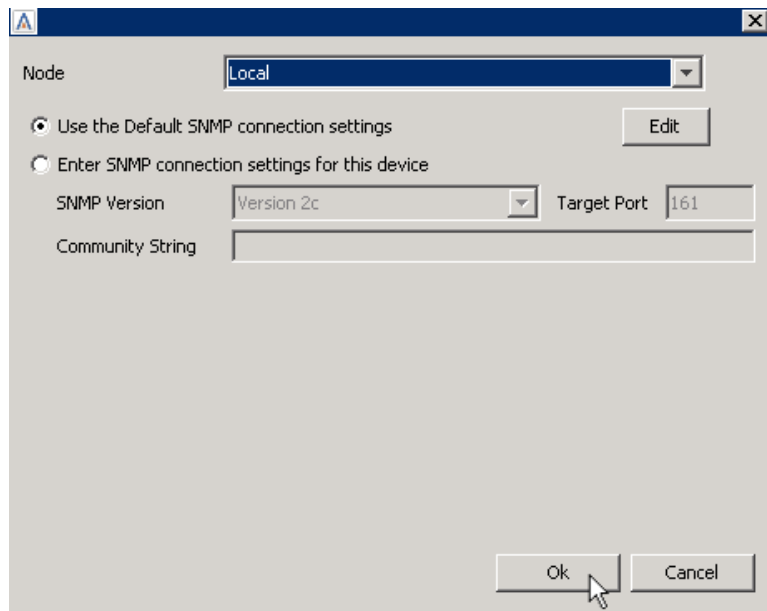 Node Local
Use the Default SNMP connection settings Edit
Enter SNMP connection settings for this device
SNMP Version Version 2c Target Port 161
Community String
Ok Cancel